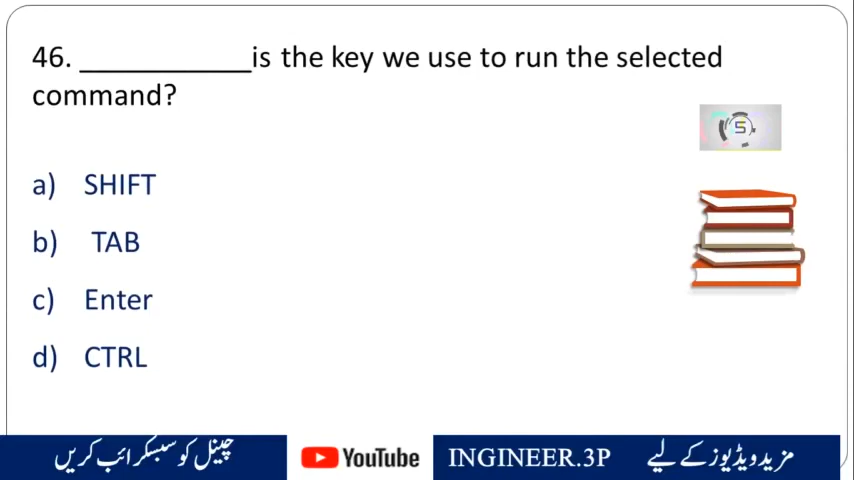 46. ___________is the key we use to run the selected
command?
5
a) SHIFT
b) TAB
c) Enter
d) CTRL
چینل کو سبسکرائب کریں YouTube INGINEER.3P مزید ویڈیوز کے لیے